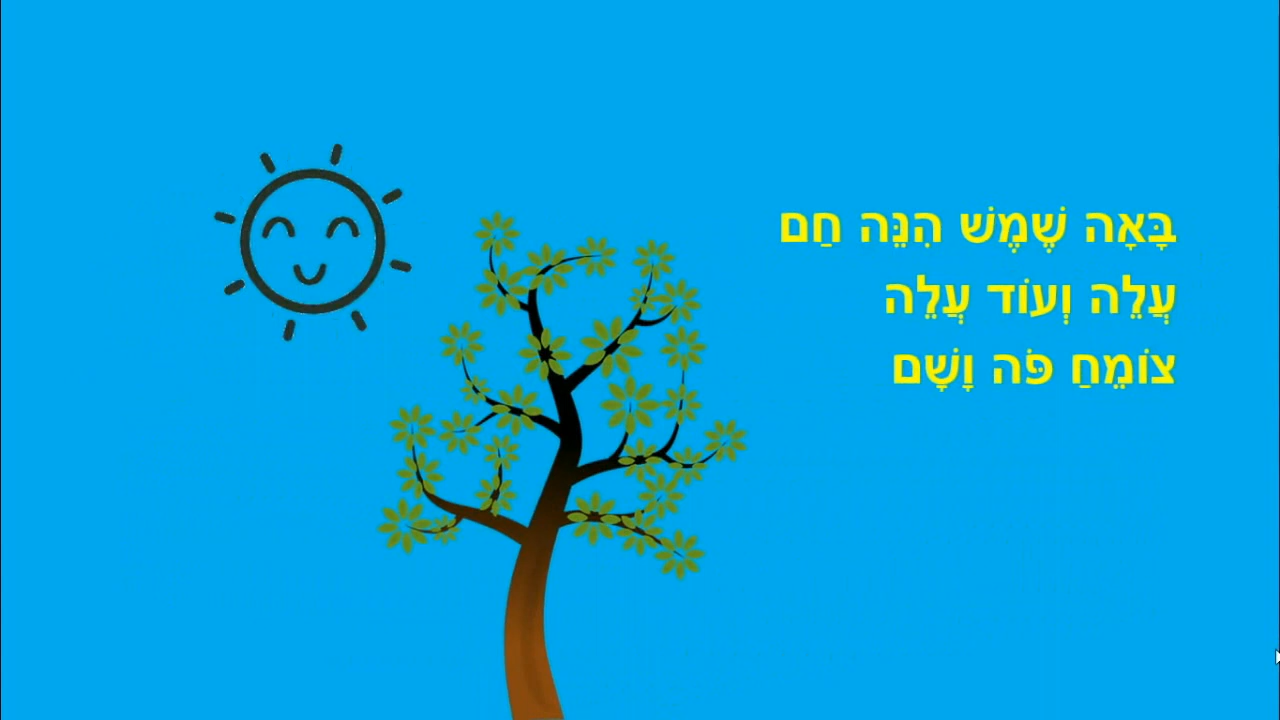 בָּאָה שֶׁמֶשׁ הִנֵּה חַם
עֲלֵה וְעוֹד עֲלֵה
צוֹמֵחַ פֹּה וָשָׁם